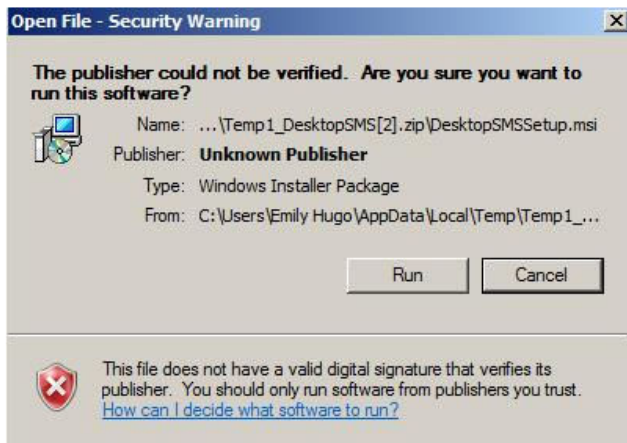 Open File - Security Warning
The publisher could not be verified. Are you sure you want to
run this software?
Name: ...\Temp1_DesktopSMS[2].zip\DesktopSMSSetup.msi
Publisher: Unknown Publisher
Type: Windows Installer Package
From: C:\Users\Emily Hugo\AppData\Local\Temp\Temp1_...
Run Cancel
This file does not have a valid digital signature that verifies its
publisher. You should only run software from publishers you trust.
How can I decide what software to run?